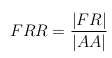 FRR = |FR| / |AA|